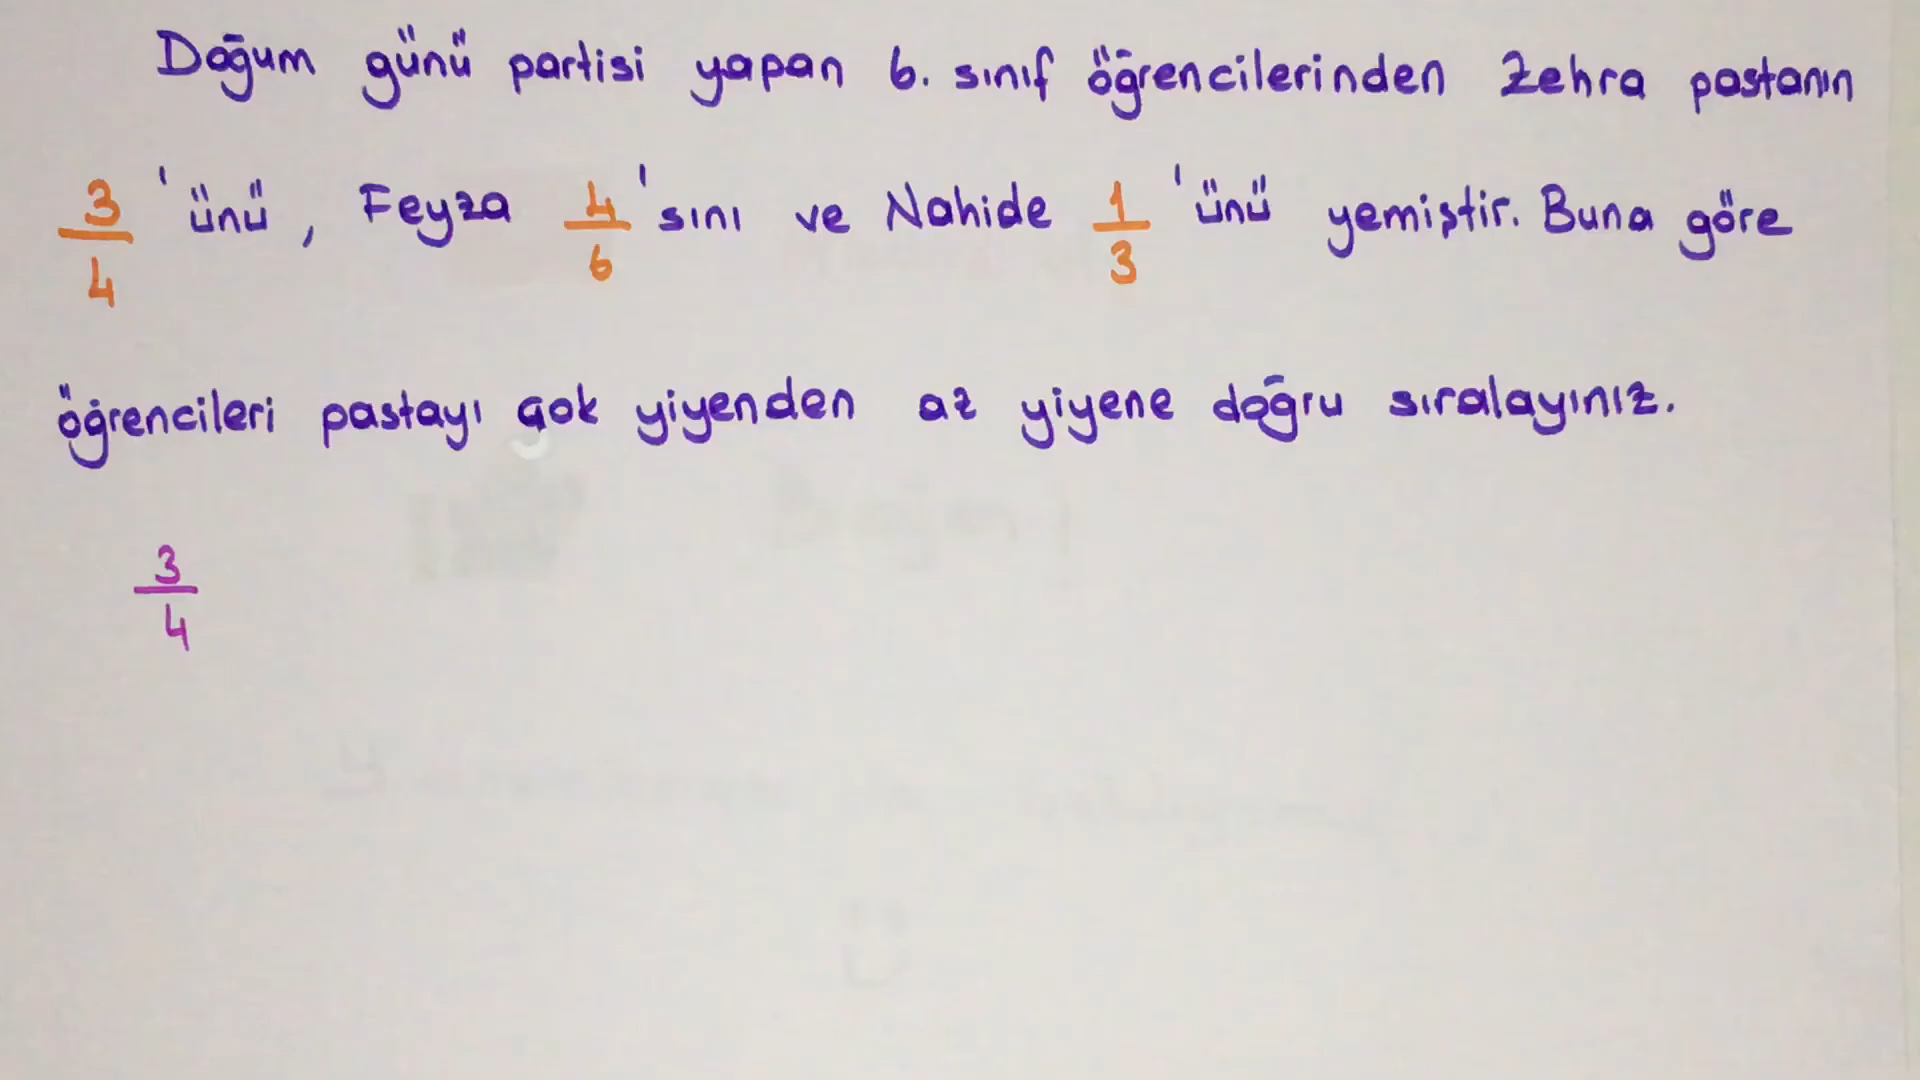 Doğum günü partisi yapan 6. sınıf öğrencilerinden Zehra pastanın
3/4 'ünü, Feyza 4/6 'sını ve Nahide 1/3 'ünü yemiştir. Buna göre
öğrencileri pastayı çok yiyenden az yiyene doğru sıralayınız.
3/4